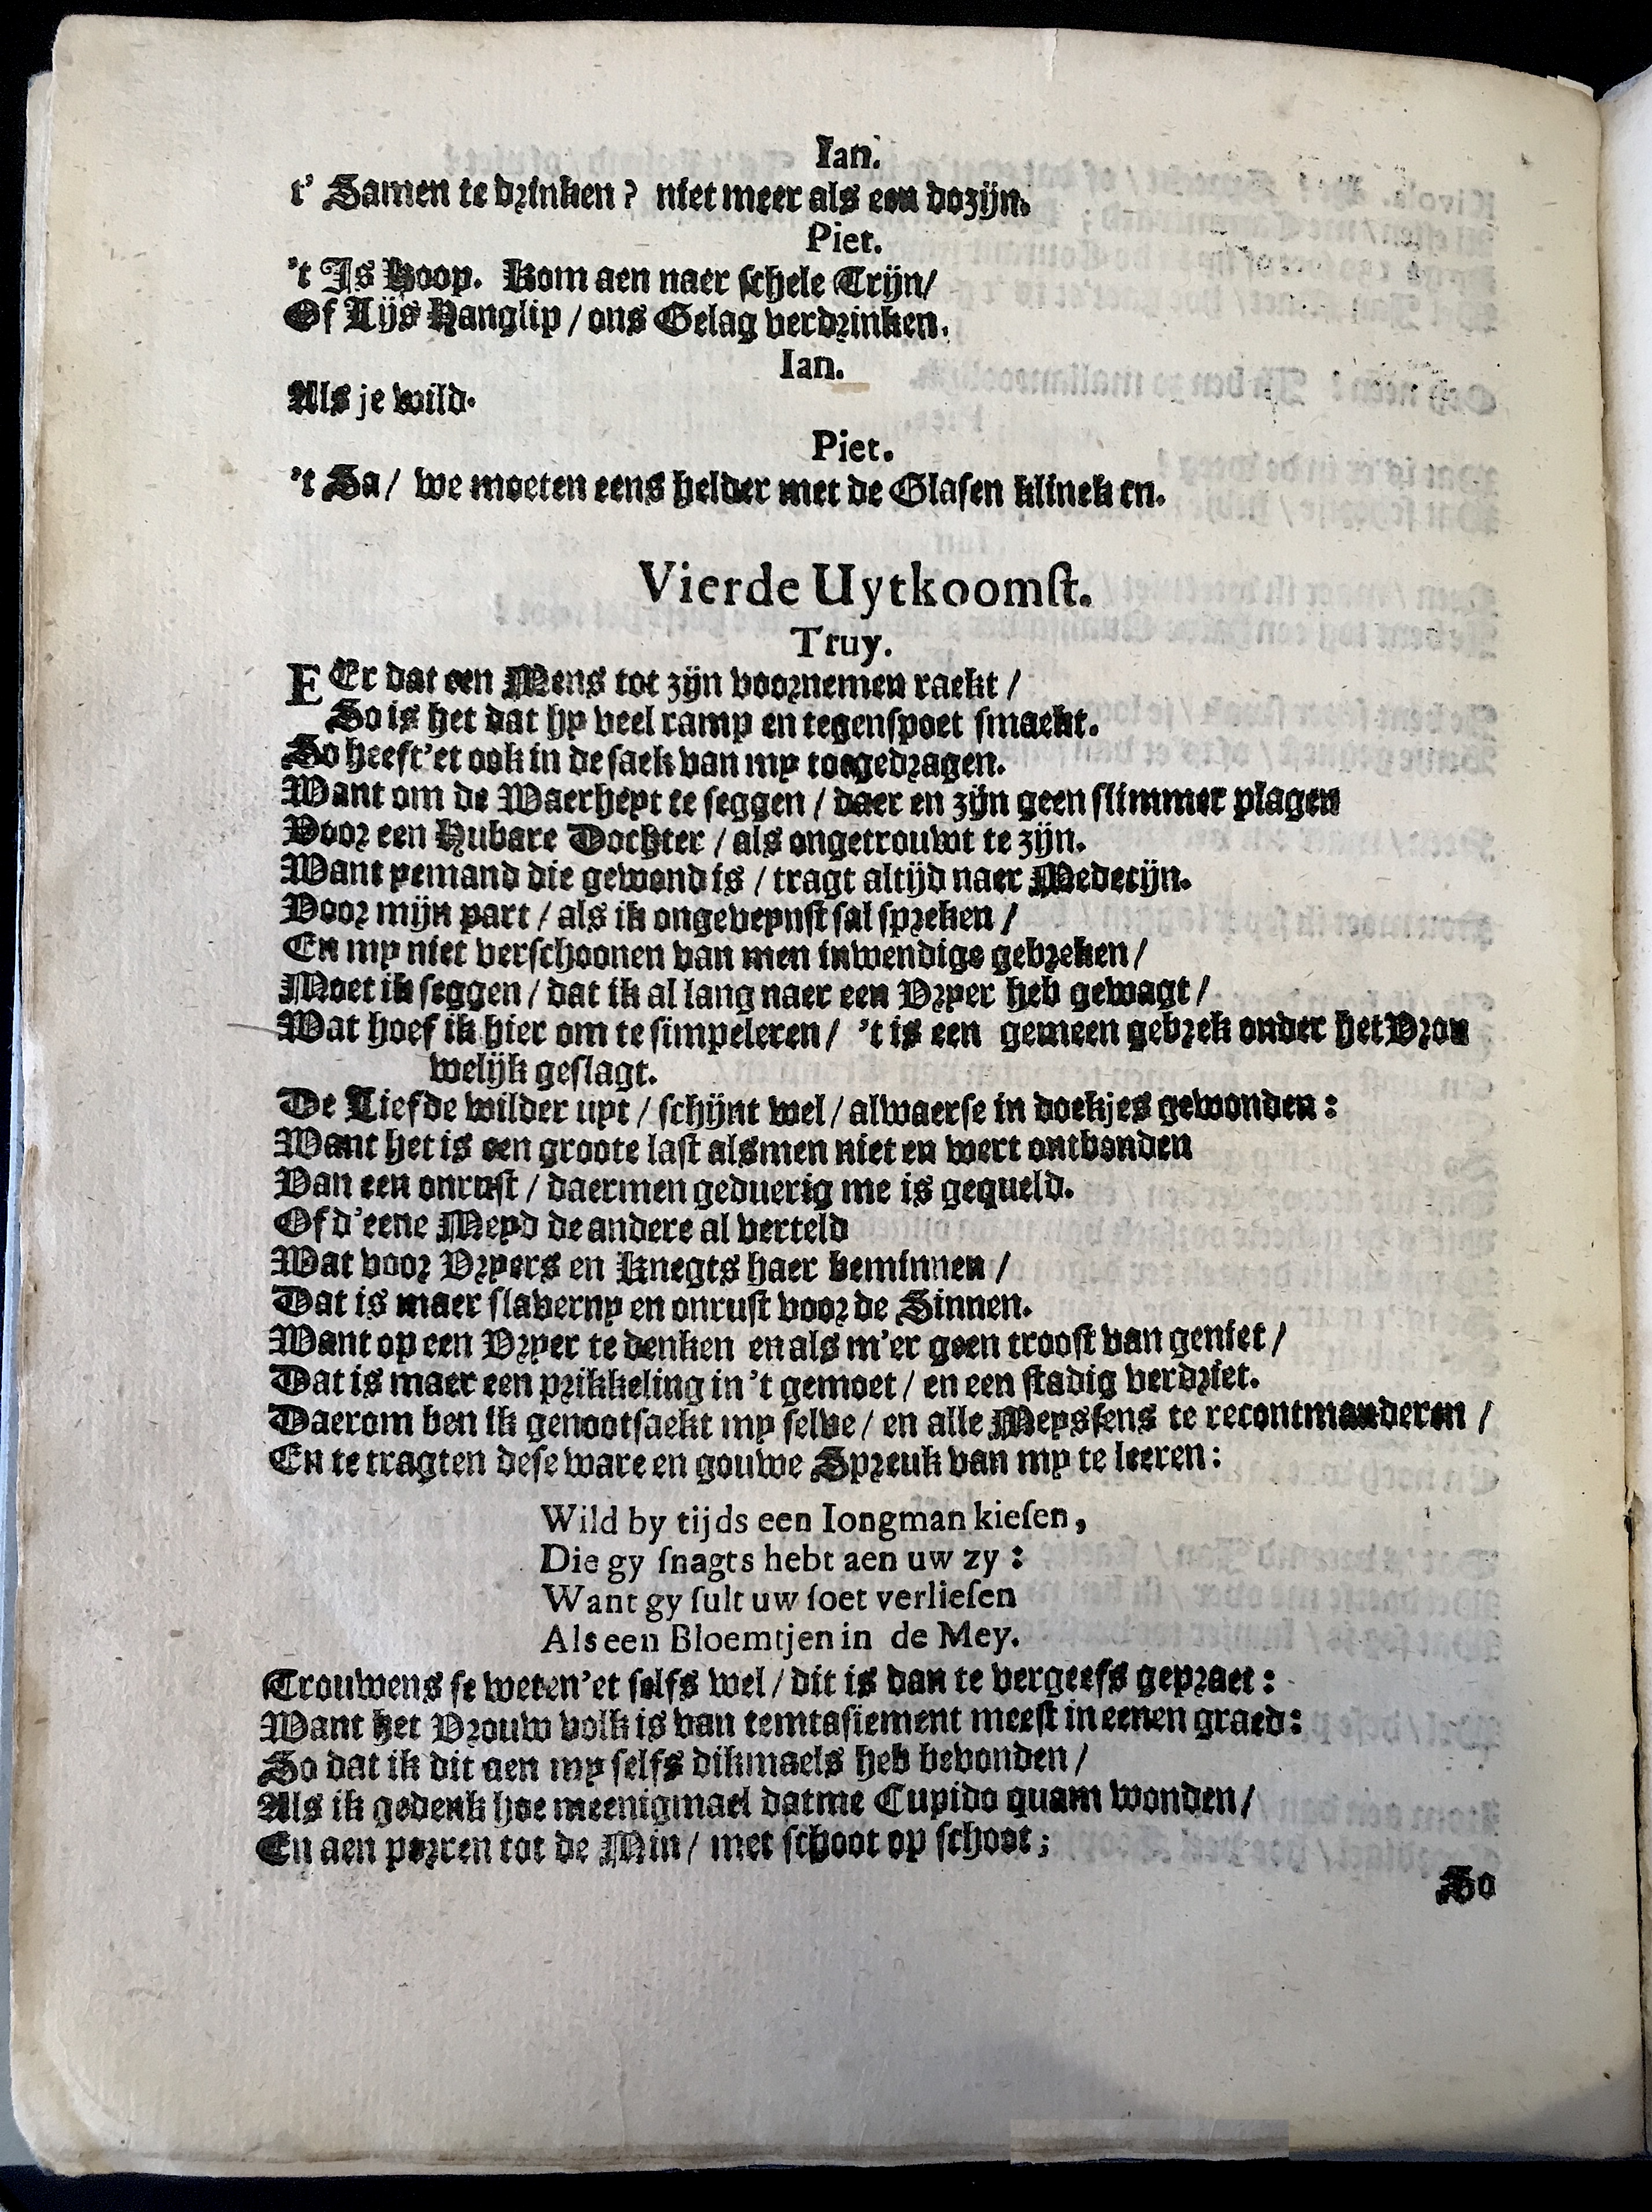 Ian.
t' Samen te drinken? niet meer als een dozijn.
Piet.
't Is koop. Kom aen naer schele Trijn/
Of Lijs Hanglip / ons Gelag verdrinken.
Ian.
Als je wild.
Piet.
't Sa/ we moeten eens helder met de Glasen klinek en.
Vierde Uytkoomſt.
Truy.
EEr dat een Mens tot zijn voornemen raekt /
So is het dat hy veel ramp en tegenspoet smaekt.
So heeft'et ook in de saek van my toegedragen.
Want om de Waerheyt te seggen / daer en zijn geen slimmer plagen
Voor een Hubare Dochter / als ongetrouwt te zijn.
Want yemand die gewond is / tragt altijd naer Medecijn.
Voor mijn part / als ik ongeveynst sal spreken /
En my niet verschoonen van men inwendige gebreken /
Moet ik seggen / dat ik al lang naer een Vryer heb gewagt /
Wat hoef ik hier om te simpeleren / 't is een gemeen gebrek onder het Vrou
welijk geslagt.
De Liefde wilder uyt / schijnt wel / alwaerse in doekjes gewonden:
Want het is een groote last alsmen niet en wert ontbonden
Van een onrust / daermen geduerig me is gequeld.
Of d'eene Meyd de andere al verteld
Wat voor Vryers en Knegts haer beminnen /
Dat is maer slaverny en onrust voor de Sinnen.
Want op een Vryer te denken en als m'er geen troost van geniet /
Dat is maer een prikkeling in 't gemoet / en een stadig verdriet.
Daerom ben ik genootsaekt my selve / en alle Meyssens te recontmanderen /
En te tragten dese ware en gouwe Spreuk van my te leeren:
Wild by tijds een Iongman kieſen,
Die gy ſnagts hebt aen uw zy:
Want gy ſult uw ſoet verlieſen
Als een Bloemtjen in de Mey.
Trouwens se weten'et selfs wel / dit is dan te vergeefs gepraet:
Want het Vrouw volk is van temtasiement meest in eenen graed:
So dat ik dit aen my selfs dikmaels heb bevonden /
Als ik gedenk hoe meenigmael datme Cupido quam wonden /
En aen porren tot de Min / met schoot op schoot;
So